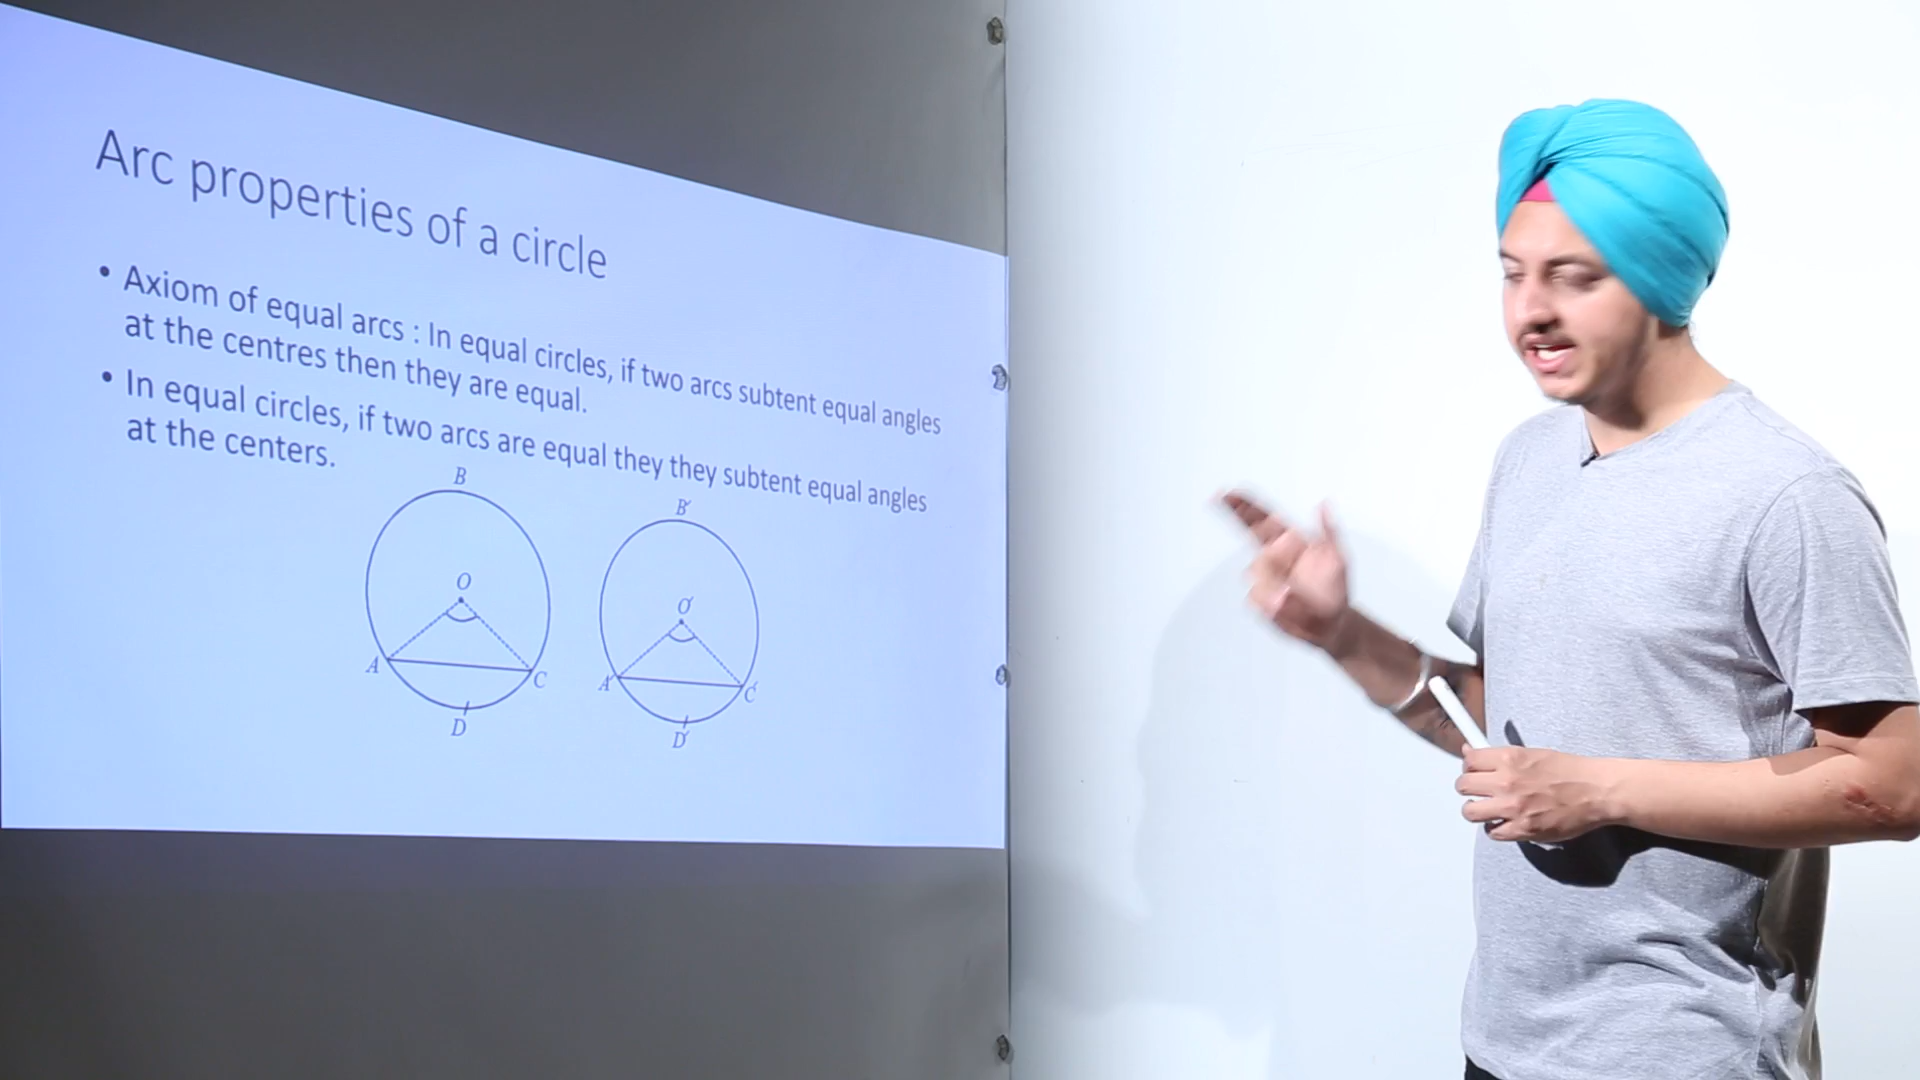 Arc properties of a circle
• Axiom of equal arcs : In equal circles, if two arcs subtent equal angles
at the centres then they are equal.
• In equal circles, if two arcs are equal they they subtent equal angles
at the centers.
B
B'
O
O'
A
C
A'
C'
D
D'